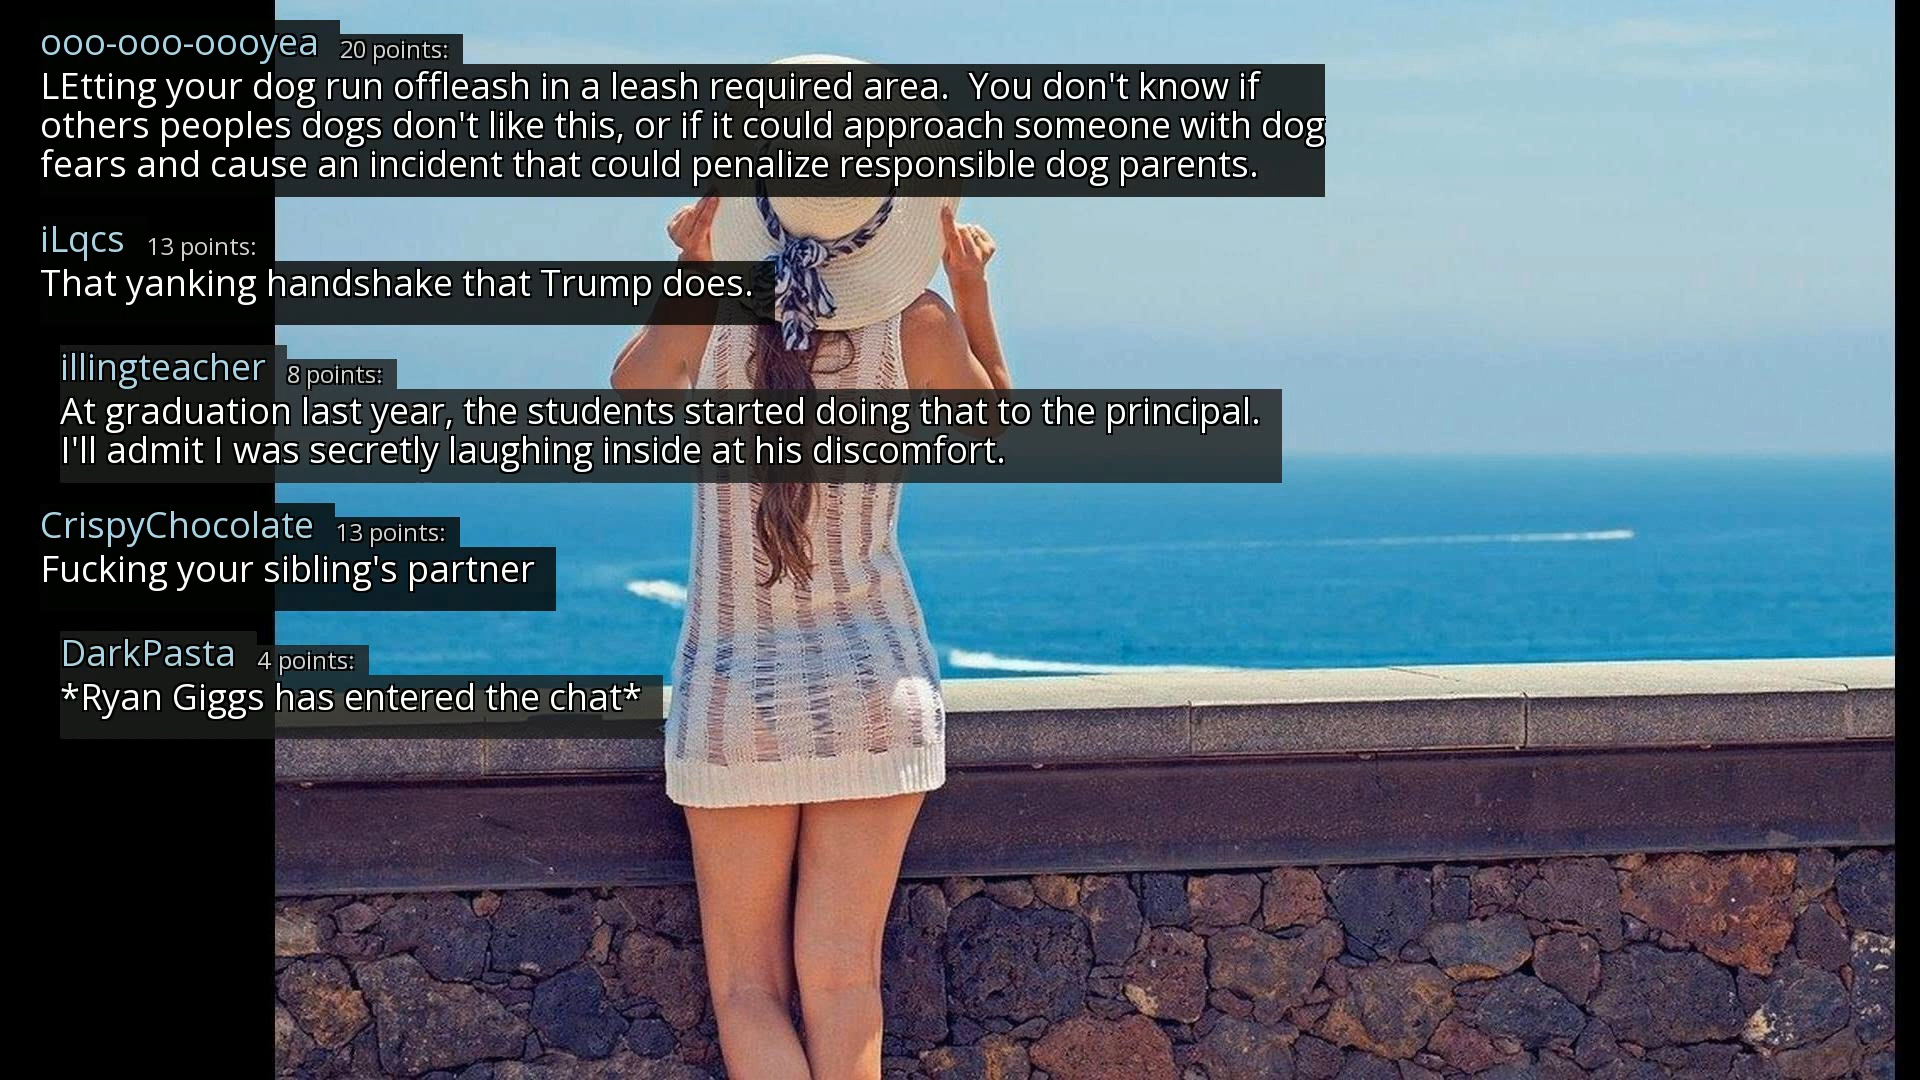 ooo-ooo-oooyea 20 points:
LEtting your dog run offleash in a leash required area.  You don't know if
others peoples dogs don't like this, or if it could approach someone with dog
fears and cause an incident that could penalize responsible dog parents.
iLqcs 13 points:
That yanking handshake that Trump does.
illingteacher 8 points:
At graduation last year, the students started doing that to the principal.
I'll admit I was secretly laughing inside at his discomfort.
CrispyChocolate 13 points:
Fucking your sibling's partner
DarkPasta 4 points:
*Ryan Giggs has entered the chat*